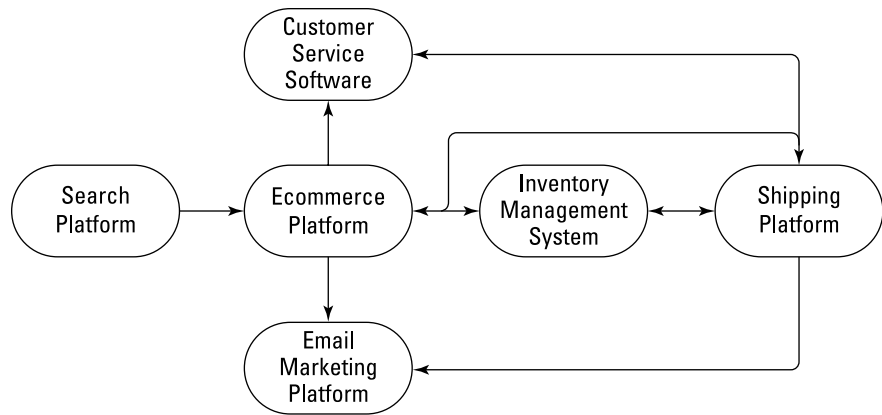 Customer
Service
Software
Search
Platform
Ecommerce
Platform
Inventory
Management
System
Shipping
Platform
Email
Marketing
Platform